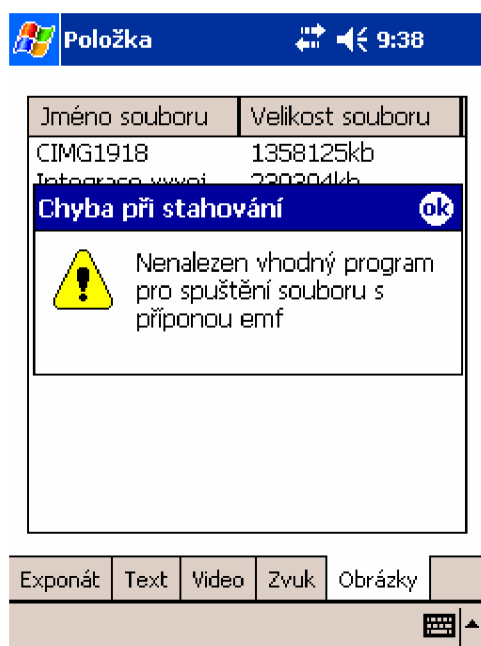 Položka 9:38
Jméno souboru Velikost souboru
CIMG1918 1358125kb
Chyba při stahování ok
Nenalezen vhodný program
pro spuštění souboru s
příponou emf
Exponát Text Video Zvuk Obrázky